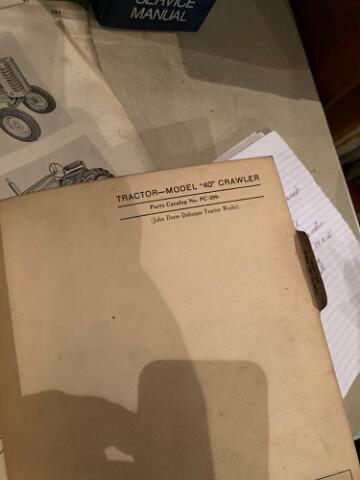 SERVICE
MANUAL
TRACTOR—MODEL "40" CRAWLER
Parts Catalog No. PC-299-
(John Deere Dubuque Tractor Works)